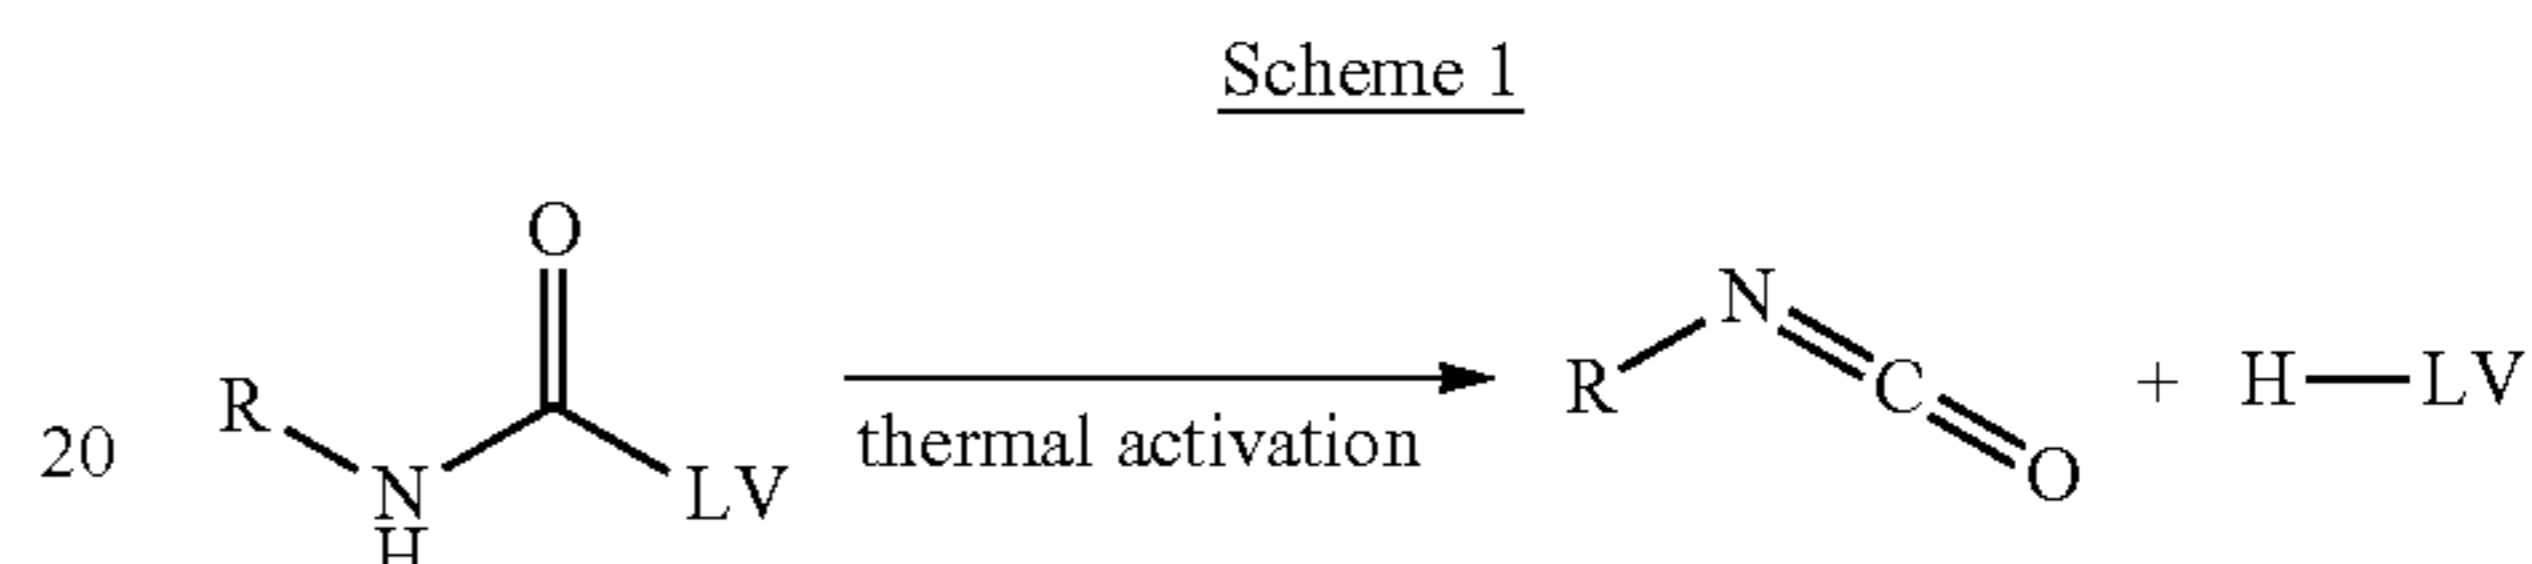 Scheme 1
O
R
N
H
LV
20
thermal activation
R
N
C
O
+
H
LV